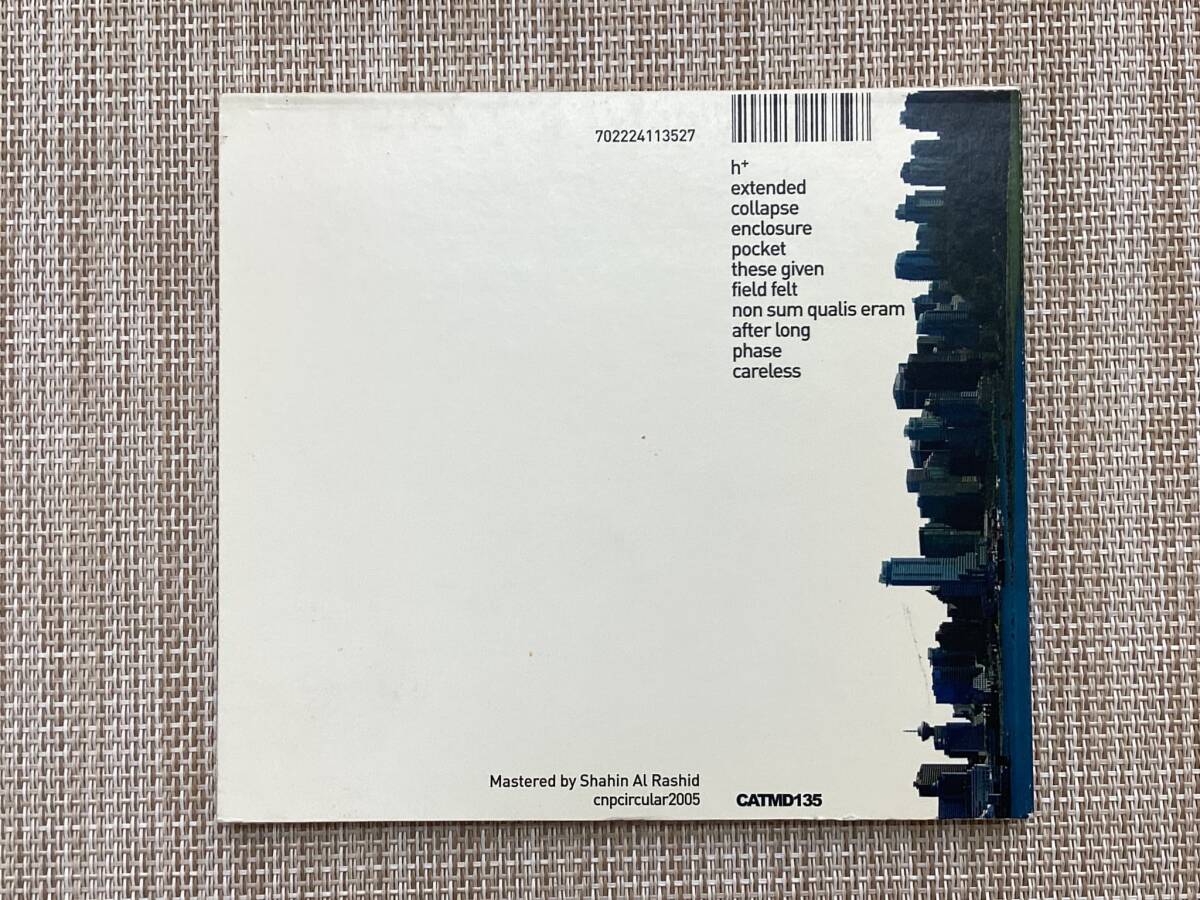 702224113527
h+
extended
collapse
enclosure
pocket
these given
field felt
non sum qualis eram
after long
phase
careless
Mastered by Shahin Al Rashid
cnpcircular2005
CATMD135